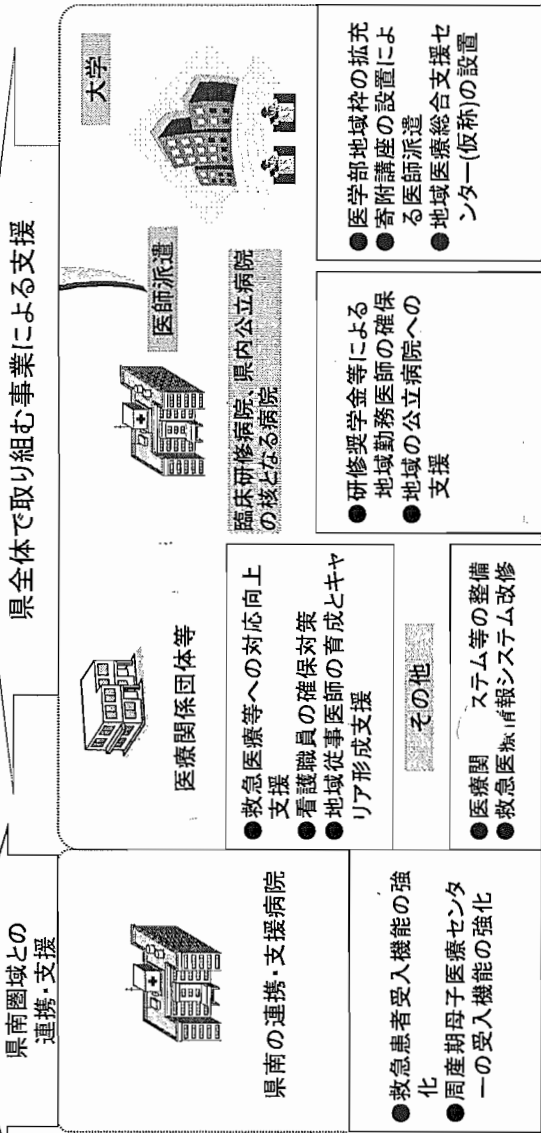 県南圏域との
連携・支援
県南の連携・支援病院
●救急患者受入機能の強
化
●周産期母子医療センタ
ーの受入機能の強化
県全体で取り組む事業による支援
医療関係団体等
●救急医療等への対応向上
支援
●看護職員の確保対策
●地域従事医師の育成とキャ
リア形成支援
その他
●医療関 ステム等の整備
●救急医療情報システム改修
医師派遣
臨床研修病院、県内公立病院
の核となる病院
●研修奨学金等による
地域勤務医師の確保
●地域の公立病院への
支援
大学
●医学部地域枠の拡充
●寄附講座の設置によ
る医師派遣
●地域医療総合支援セ
ンター(仮称)の設置